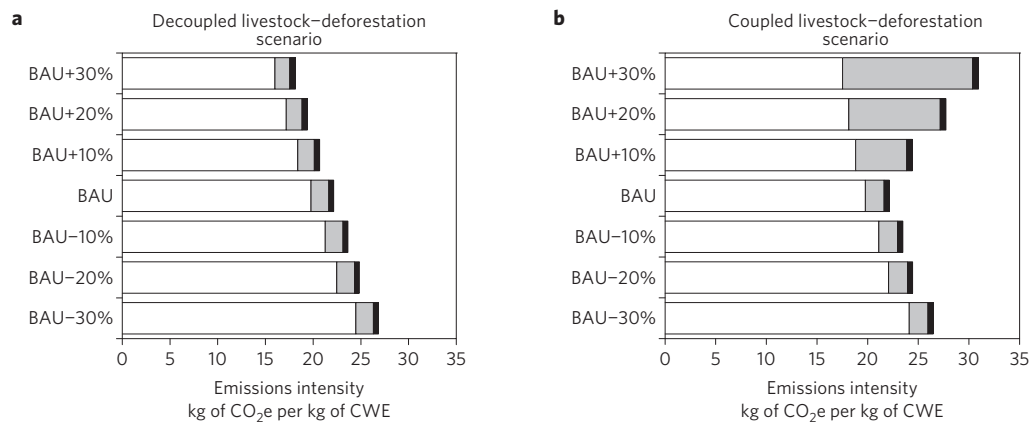 a
Decoupled livestock–deforestation
scenario
BAU+30%
BAU+20%
BAU+10%
BAU
BAU−10%
BAU−20%
BAU−30%
0 5 10 15 20 25 30 35
Emissions intensity
kg of CO₂e per kg of CWE
b
Coupled livestock–deforestation
scenario
BAU+30%
BAU+20%
BAU+10%
BAU
BAU−10%
BAU−20%
BAU−30%
0 5 10 15 20 25 30 35
Emissions intensity
kg of CO₂e per kg of CWE